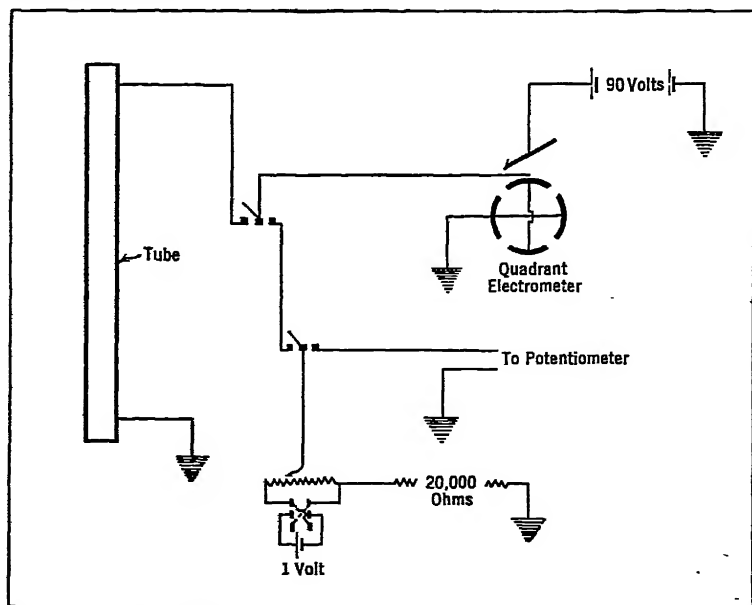 90 Volts
Tube
Quadrant
Electrometer
To Potentiometer
20,000
Ohms
1 Volt